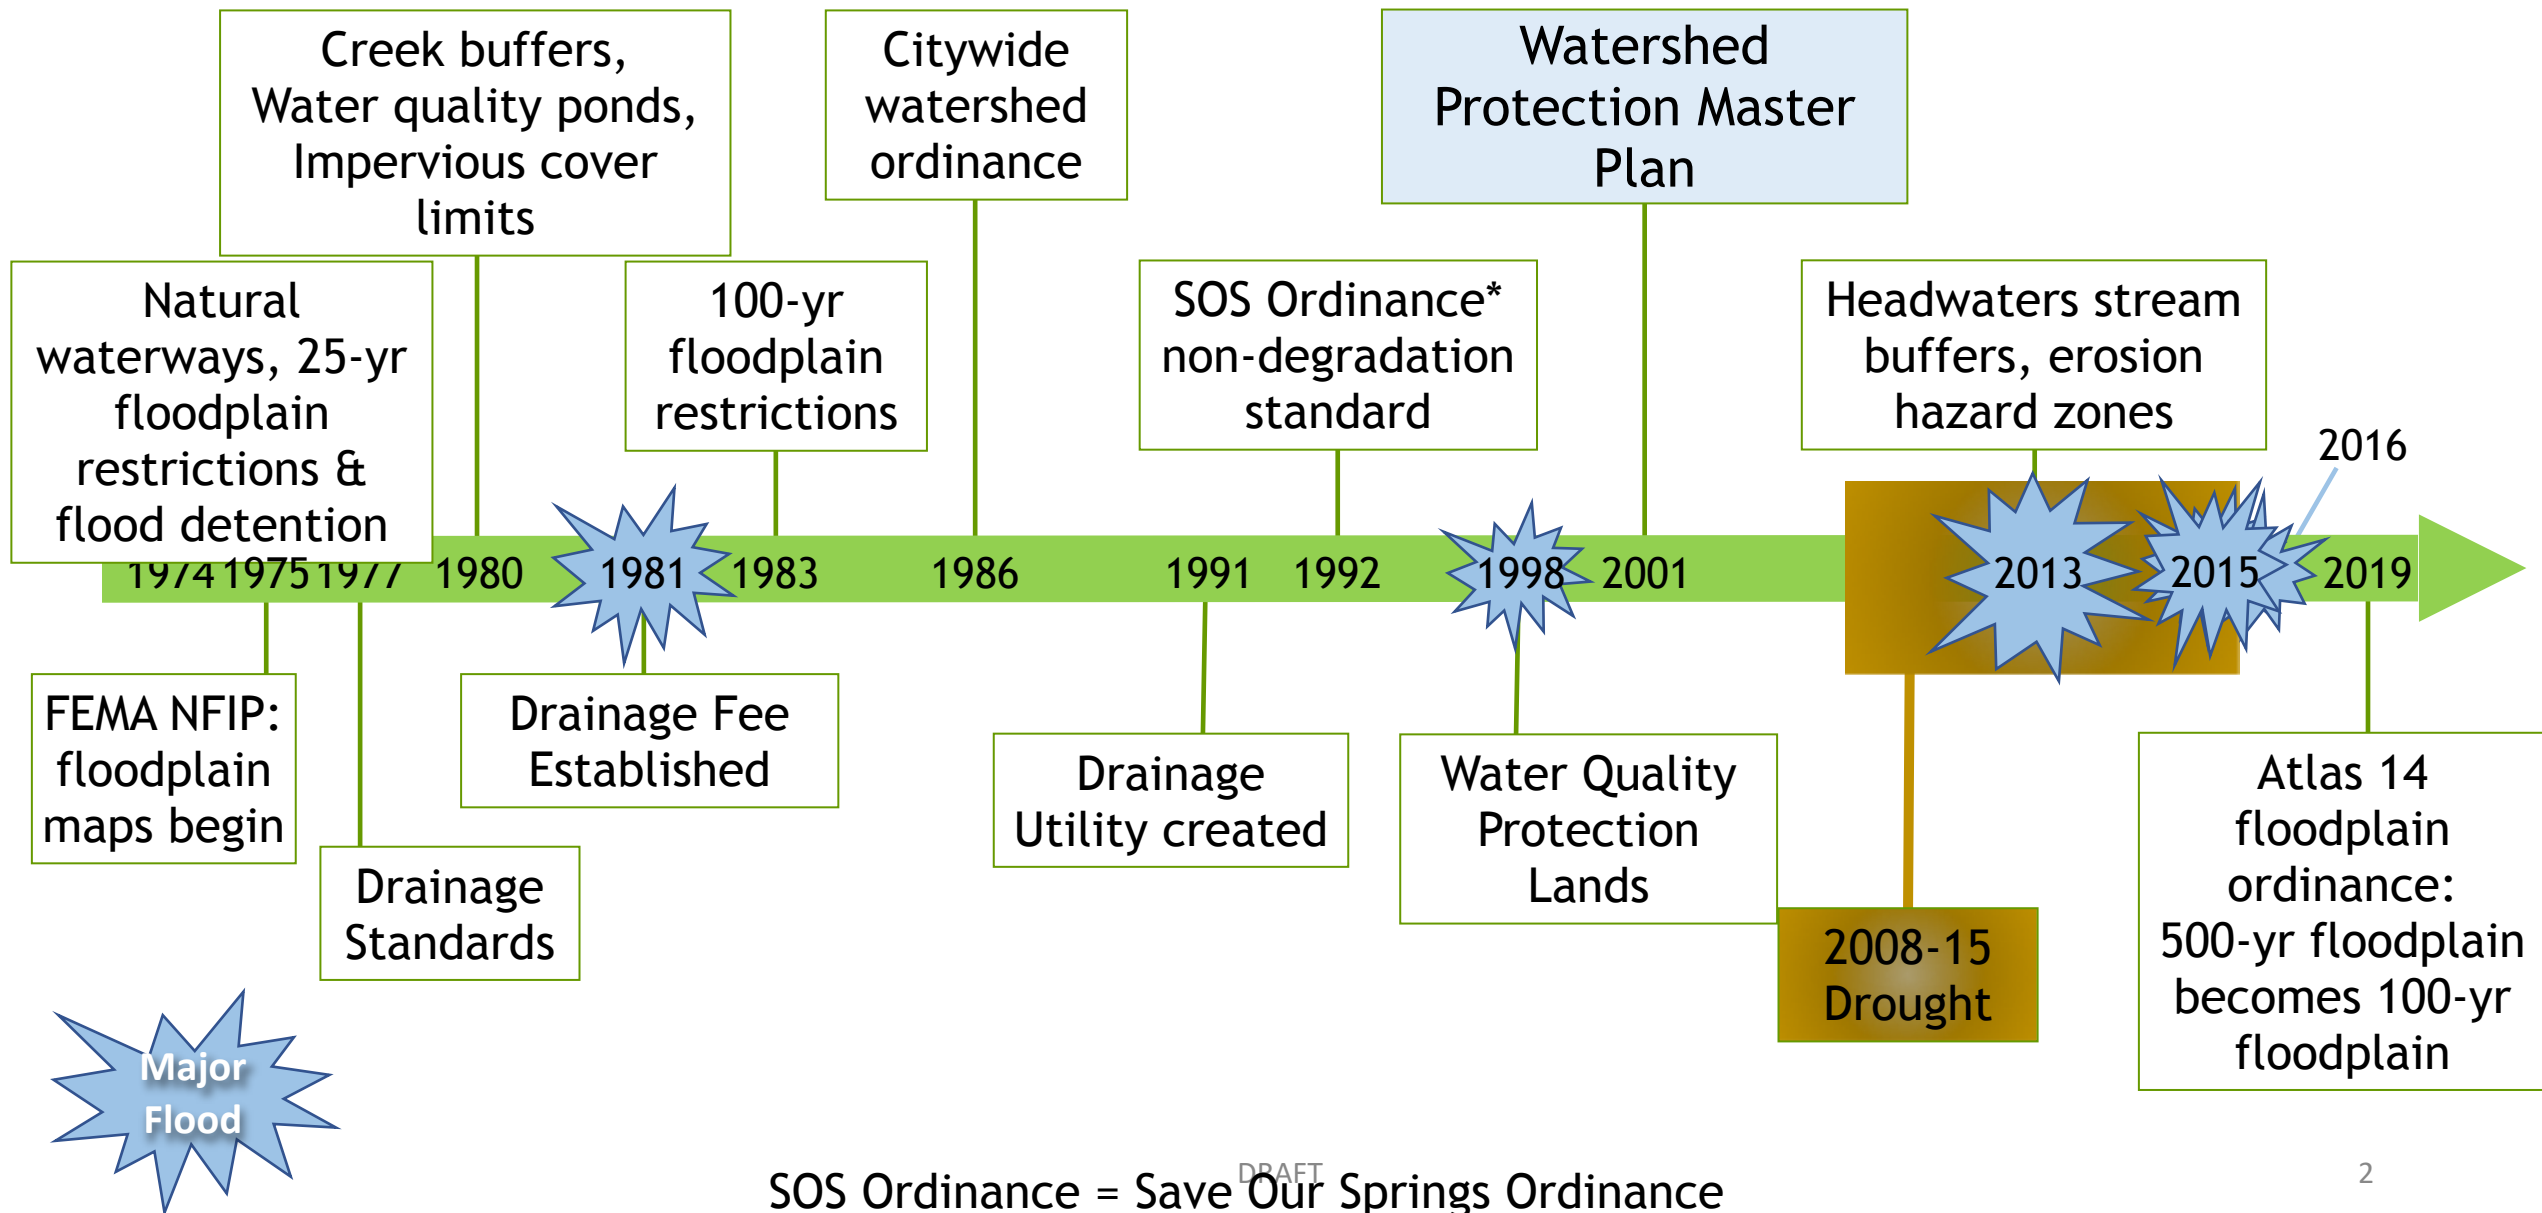 Creek buffers,
Water quality ponds,
Impervious cover
limits
Citywide
watershed
ordinance
Watershed
Protection Master
Plan
Natural
waterways, 25-yr
floodplain
restrictions &
flood detention
100-yr
floodplain
restrictions
SOS Ordinance*
non-degradation
standard
Headwaters stream
buffers, erosion
hazard zones
2016
1974 1975 1977 1980 1981 1983 1986 1991 1992 1998 2001 2013 2015 2019
FEMA NFIP:
floodplain
maps begin
Drainage
Standards
Drainage Fee
Established
Drainage
Utility created
Water Quality
Protection
Lands
2008-15
Drought
Atlas 14
floodplain
ordinance:
500-yr floodplain
becomes 100-yr
floodplain
Major
Flood
DRAFT
2
SOS Ordinance = Save Our Springs Ordinance